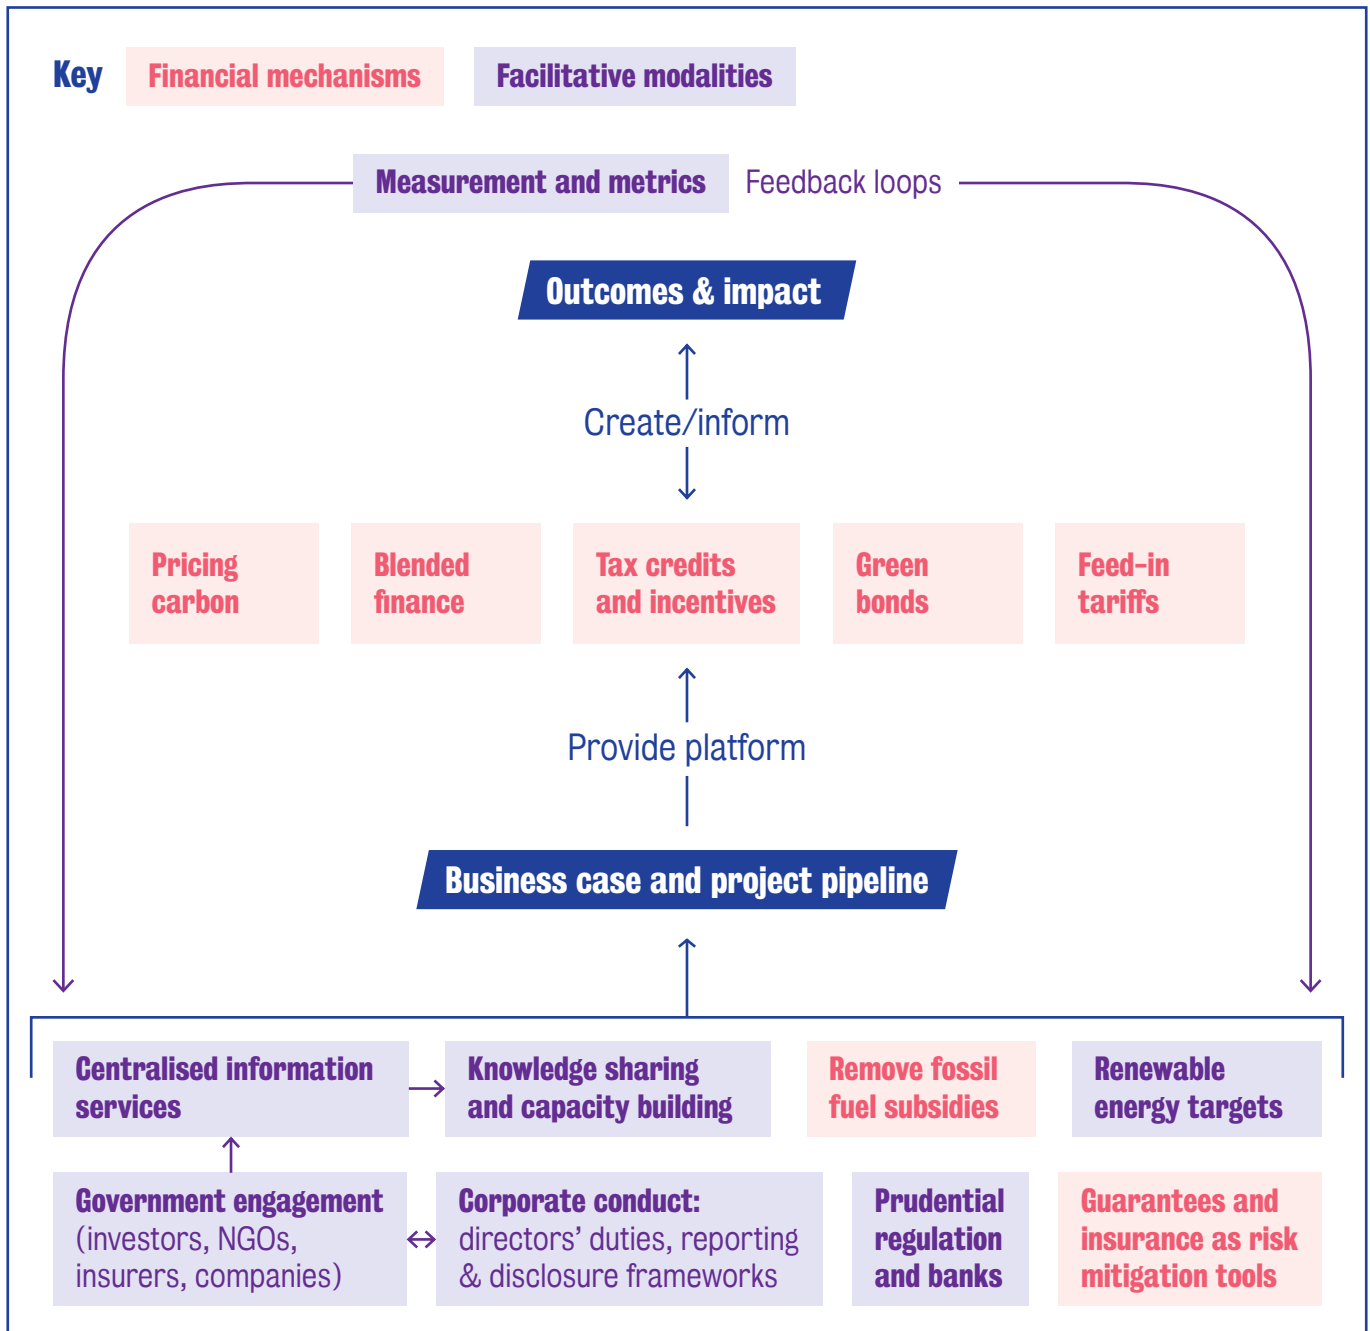 Key
Financial mechanisms
Facilitative modalities
Measurement and metrics
Feedback loops
Outcomes & impact
Create/inform
Pricing
carbon
Blended
finance
Tax credits
and incentives
Green
bonds
Feed-in
tariffs
Provide platform
Business case and project pipeline
Centralised information
services
Knowledge sharing
and capacity building
Remove fossil
fuel subsidies
Renewable
energy targets
Government engagement
(investors, NGOs,
insurers, companies)
Corporate conduct:
directors’ duties, reporting
& disclosure frameworks
Prudential
regulation
and banks
Guarantees and
insurance as risk
mitigation tools